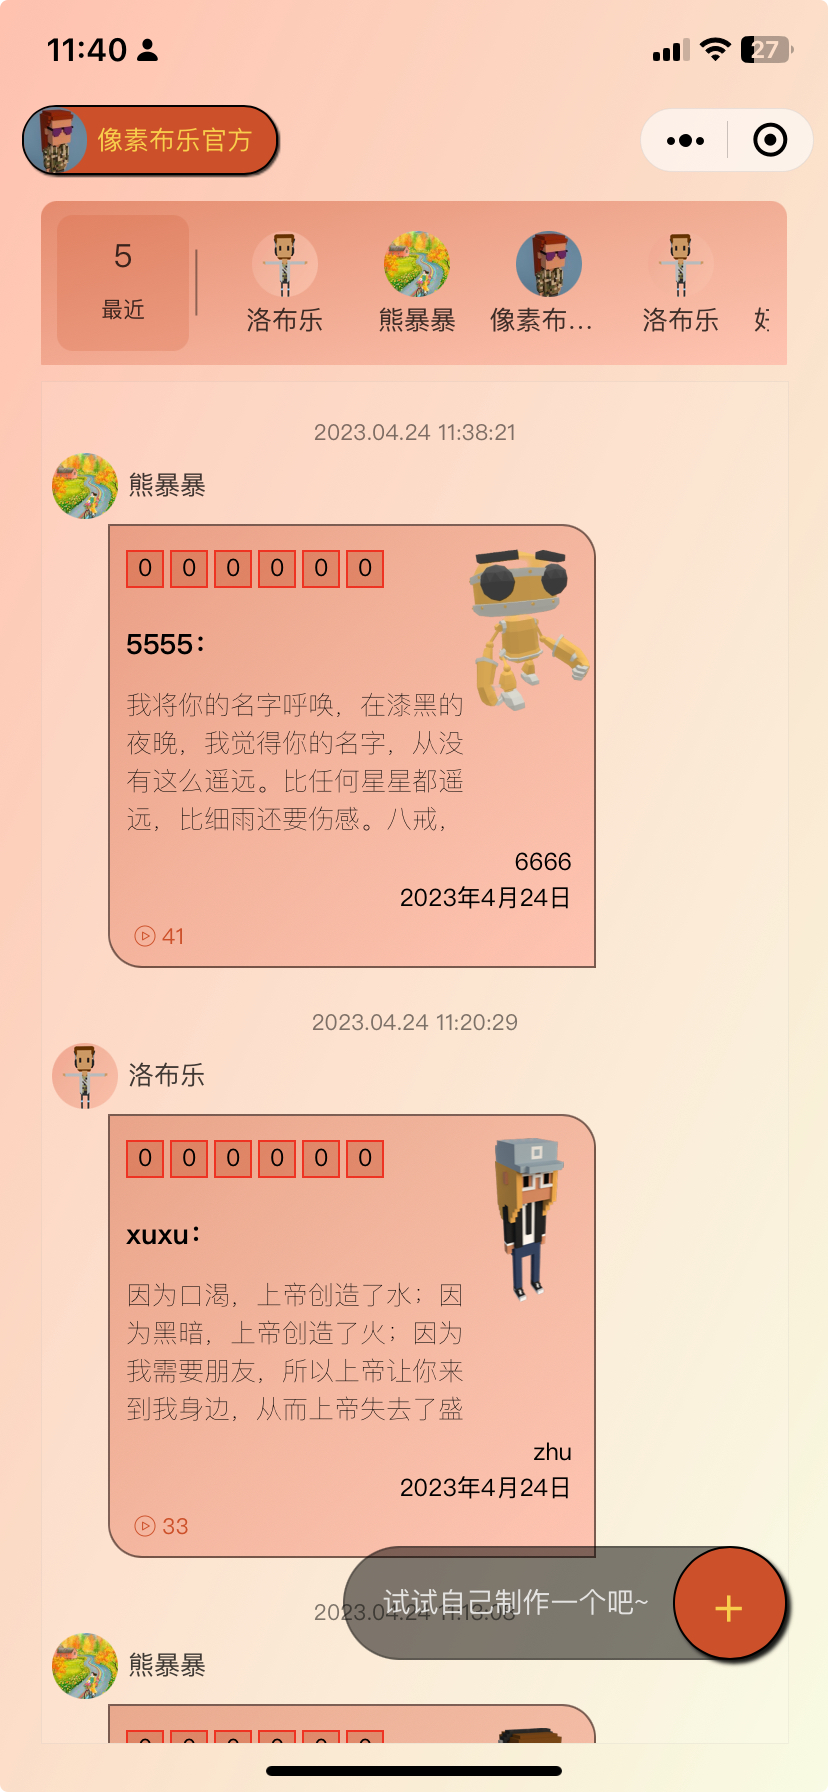 11:40
27
像素布乐官方
5
最近
洛布乐
熊暴暴
像素布...
洛布乐
2023.04.24 11:38:21
熊暴暴
0 0 0 0 0 0
5555：
我将你的名字呼唤，在漆黑的
夜晚，我觉得你的名字，从没
有这么遥远。比任何星星都遥
远，比细雨还要伤感。八戒，
6666
2023年4月24日
41
2023.04.24 11:20:29
洛布乐
0 0 0 0 0 0
xuxu：
因为口渴，上帝创造了水；因
为黑暗，上帝创造了火；因为
我需要朋友，所以上帝让你来
到我身边，从而上帝失去了盛
zhu
2023年4月24日
33
试试自己制作一个吧~
+
熊暴暴